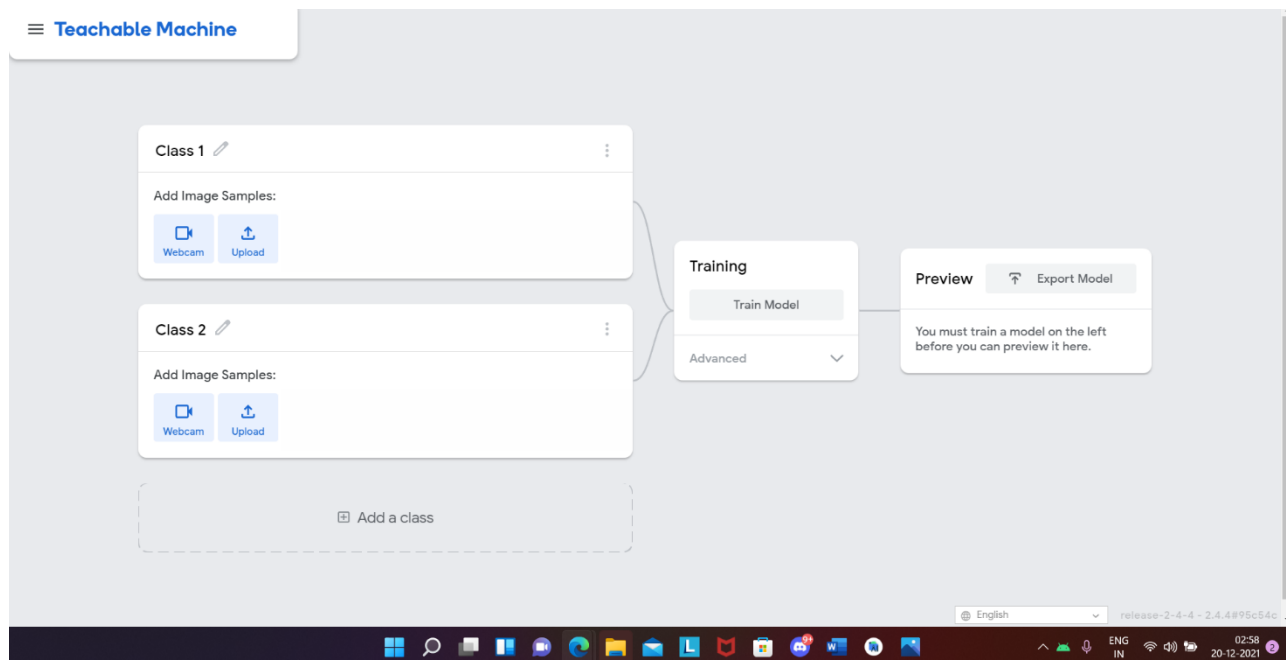 Teachable Machine
Class 1
Add Image Samples:
Webcam
Upload
Class 2
Add Image Samples:
Webcam
Upload
Add a class
Training
Train Model
Advanced
Preview
Export Model
You must train a model on the left
before you can preview it here.
English
release-2-4-4 - 2.4.4#95c54c
ENG
IN
02:58
20-12-2021
2